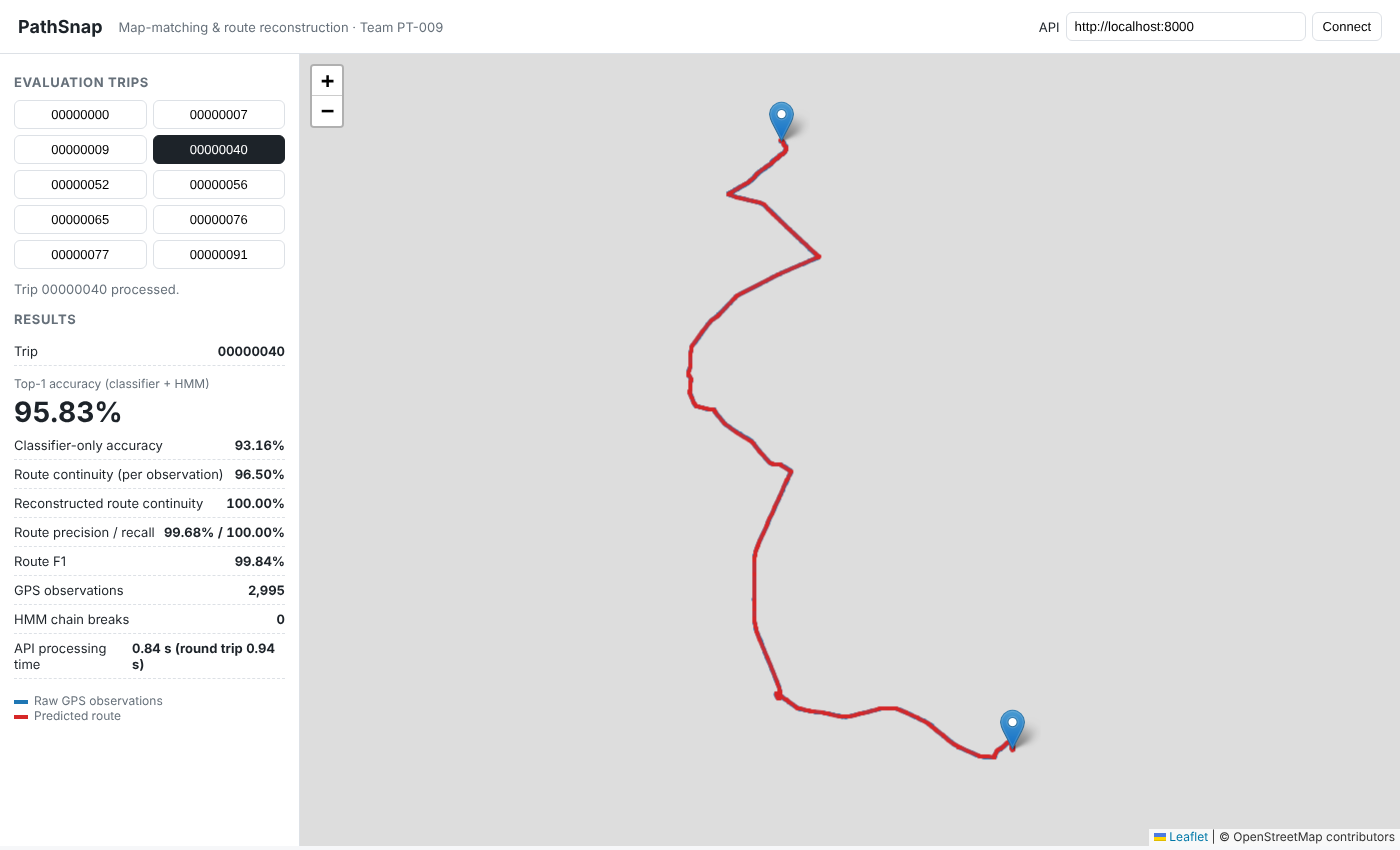 PathSnap Map-matching & route reconstruction · Team PT-009 API http://localhost:8000 Connect
EVALUATION TRIPS
00000000 00000007
00000009 00000040
00000052 00000056
00000065 00000076
00000077 00000091
Trip 00000040 processed.
RESULTS
Trip 00000040
Top-1 accuracy (classifier + HMM)
95.83%
Classifier-only accuracy 93.16%
Route continuity (per observation) 96.50%
Reconstructed route continuity 100.00%
Route precision / recall 99.68% / 100.00%
Route F1 99.84%
GPS observations 2,995
HMM chain breaks 0
API processing time 0.84 s (round trip 0.94 s)
Raw GPS observations
Predicted route
+
−
Leaflet | © OpenStreetMap contributors